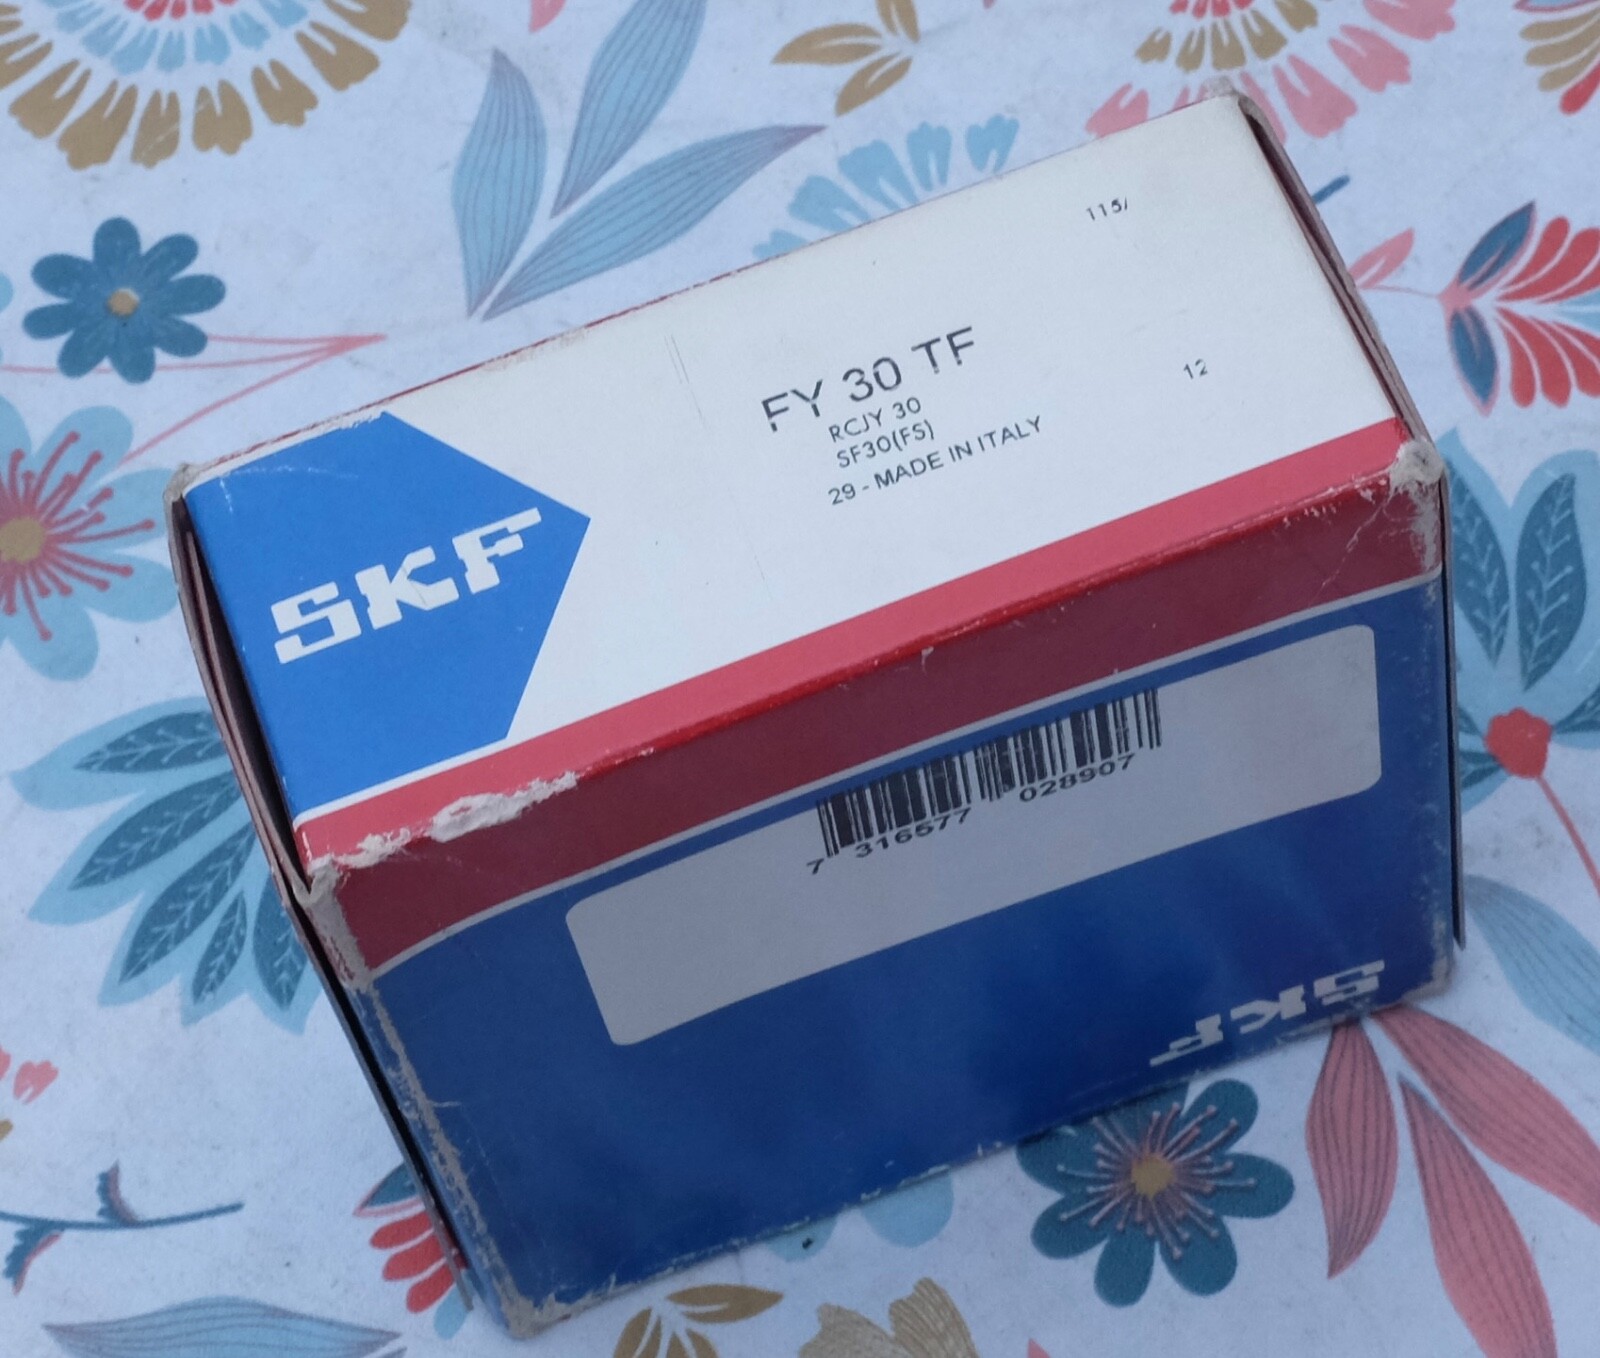 115/
FY 30 TF
RCJY 30
SF30(FS)
29 - MADE IN ITALY
12
SKF
7 316577 028907
SKF